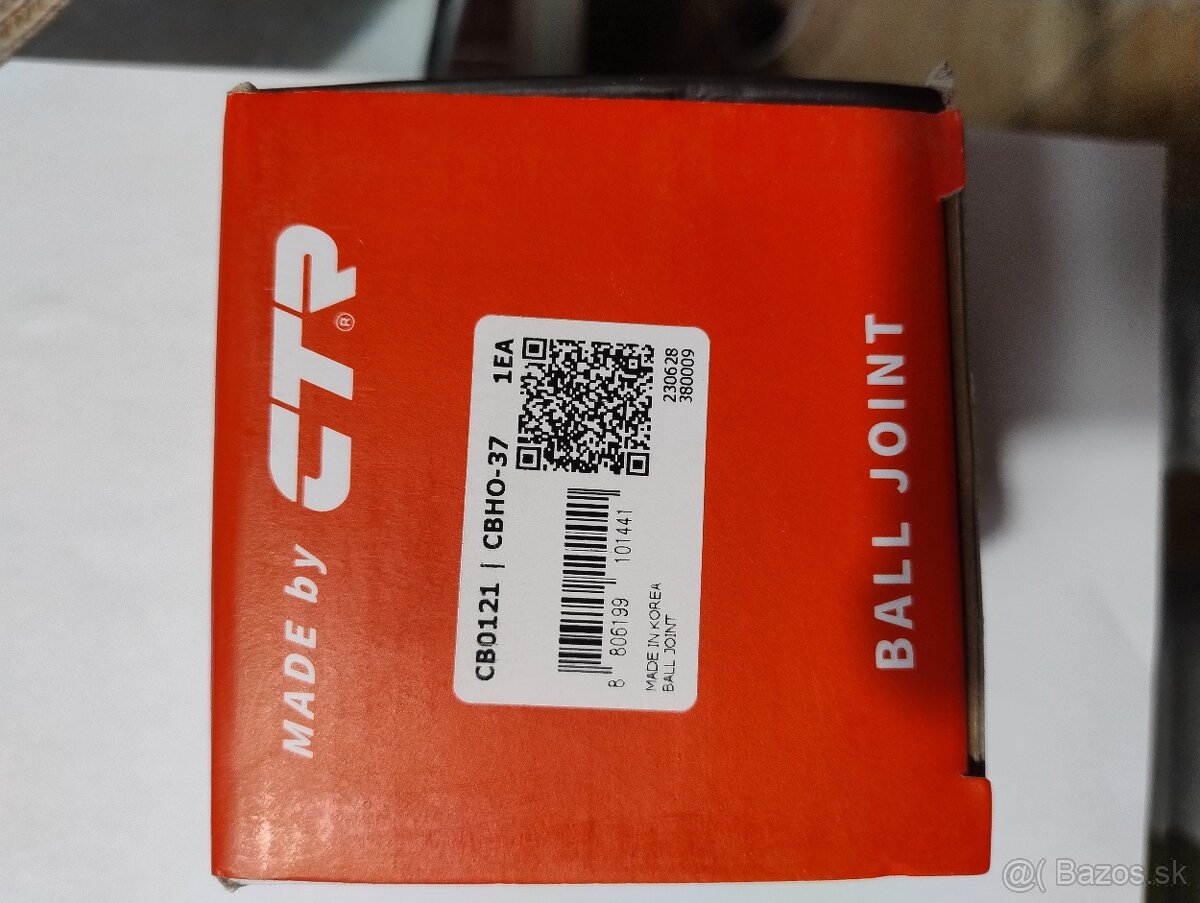 MADE by CTR®
CB0121 | CBHO-37 1EA
8 806199 101441
230628
380009
MADE IN KOREA
BALL JOINT
BALL JOINT
@( Bazos.sk